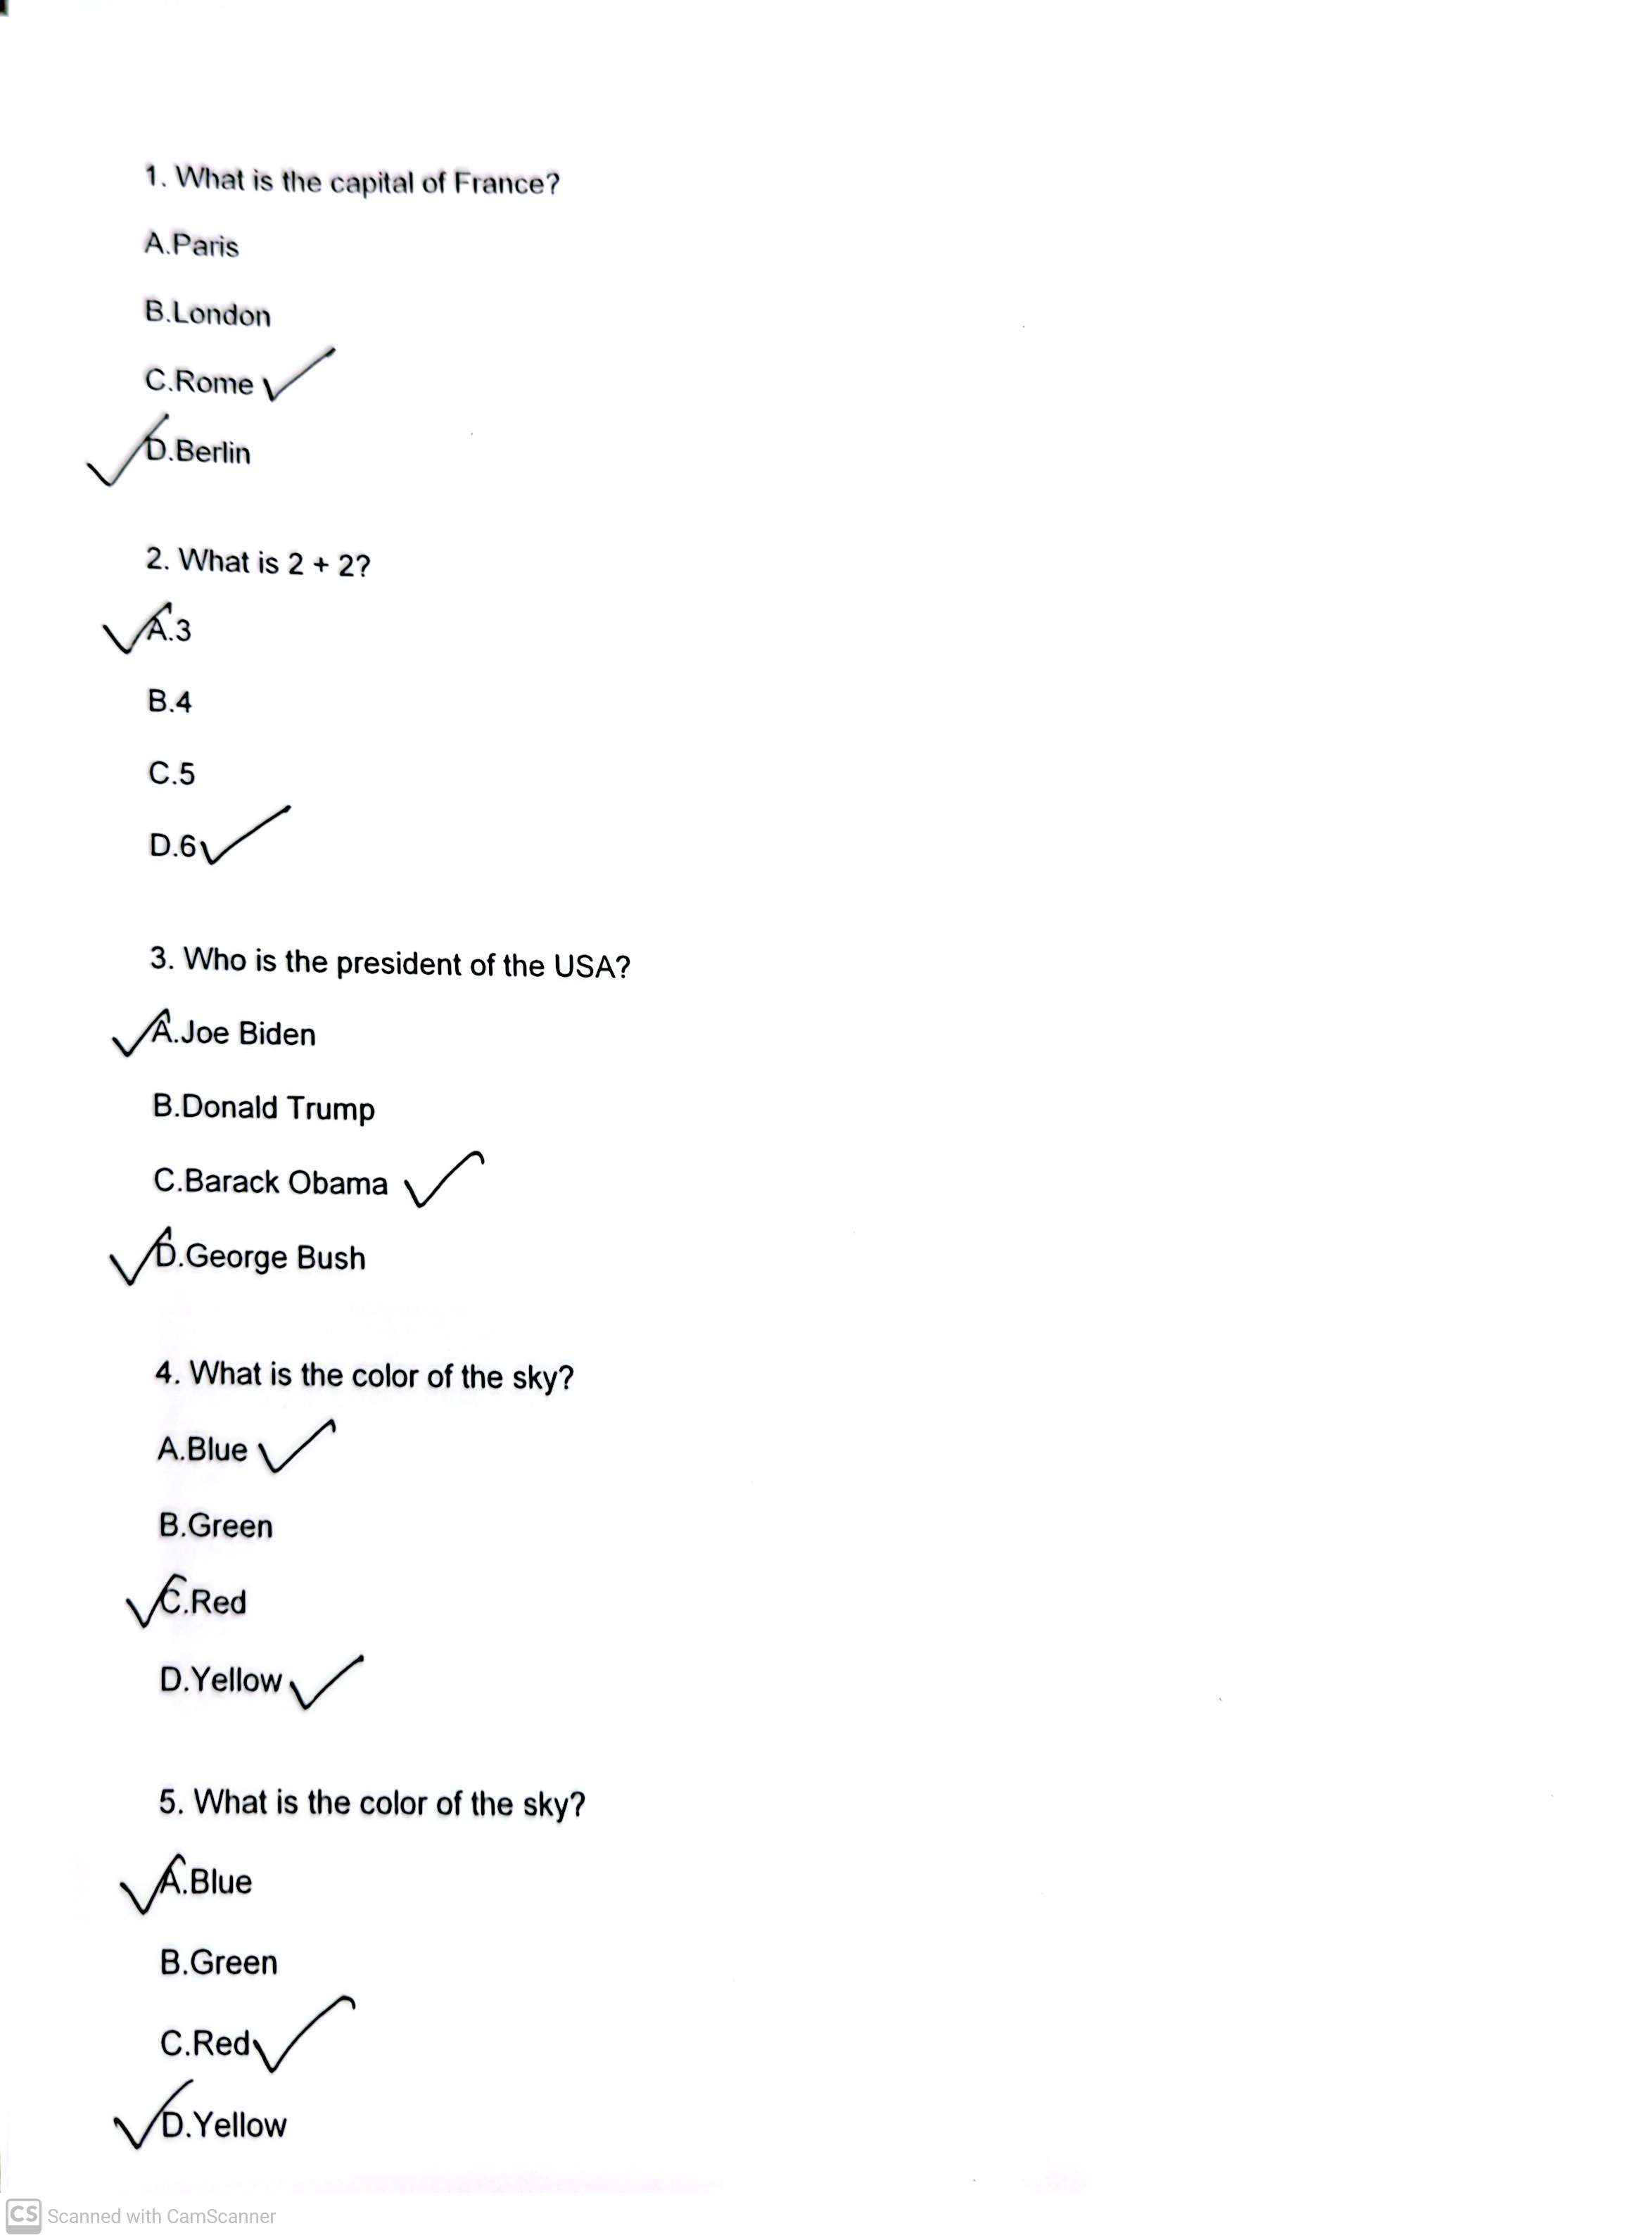 1. What is the capital of France?
A.Paris
B.London
C.Rome ✓
✓ D.Berlin
2. What is 2 + 2?
✓ A.3
B.4
C.5
D.6 ✓
3. Who is the president of the USA?
✓ A.Joe Biden
B.Donald Trump
C.Barack Obama ✓
✓ D.George Bush
4. What is the color of the sky?
A.Blue ✓
B.Green
✓ C.Red
D.Yellow ✓
5. What is the color of the sky?
✓ A.Blue
B.Green
C.Red ✓
✓ D.Yellow
CS Scanned with CamScanner